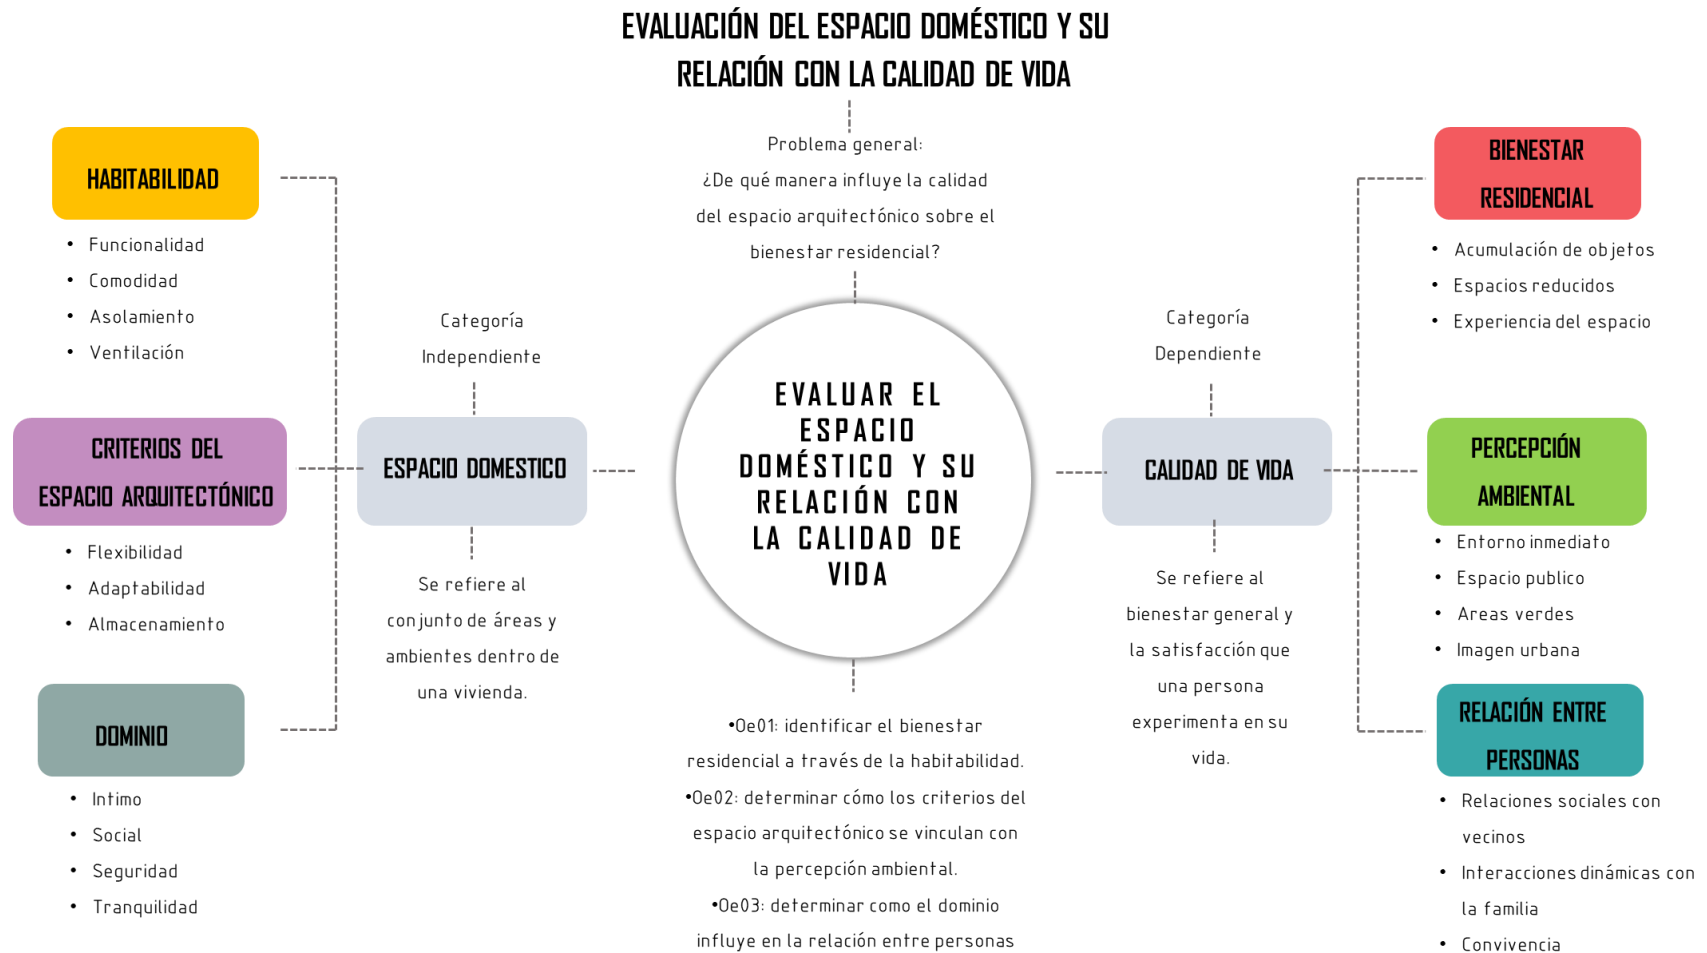 EVALUACIÓN DEL ESPACIO DOMÉSTICO Y SU
RELACIÓN CON LA CALIDAD DE VIDA
Problema general:
¿De qué manera influye la calidad
del espacio arquitectónico sobre el
bienestar residencial?
HABITABILIDAD
• Funcionalidad
• Comodidad
• Asolamiento
• Ventilación
CRITERIOS DEL
ESPACIO ARQUITECTÓNICO
• Flexibilidad
• Adaptabilidad
• Almacenamiento
DOMINIO
• Intimo
• Social
• Seguridad
• Tranquilidad
Categoría
Independiente
ESPACIO DOMESTICO
Se refiere al
conjunto de áreas y
ambientes dentro de
una vivienda.
EVALUAR EL
ESPACIO
DOMÉSTICO Y SU
RELACIÓN CON
LA CALIDAD DE
VIDA
•Oe01: identificar el bienestar
residencial a través de la habitabilidad.
•Oe02: determinar cómo los criterios del
espacio arquitectónico se vinculan con
la percepción ambiental.
•Oe03: determinar como el dominio
influye en la relación entre personas
Categoría
Dependiente
CALIDAD DE VIDA
Se refiere al
bienestar general y
la satisfacción que
una persona
experimenta en su
vida.
BIENESTAR
RESIDENCIAL
• Acumulación de objetos
• Espacios reducidos
• Experiencia del espacio
PERCEPCIÓN
AMBIENTAL
• Entorno inmediato
• Espacio publico
• Areas verdes
• Imagen urbana
RELACIÓN ENTRE
PERSONAS
• Relaciones sociales con
vecinos
• Interacciones dinámicas con
la familia
• Convivencia